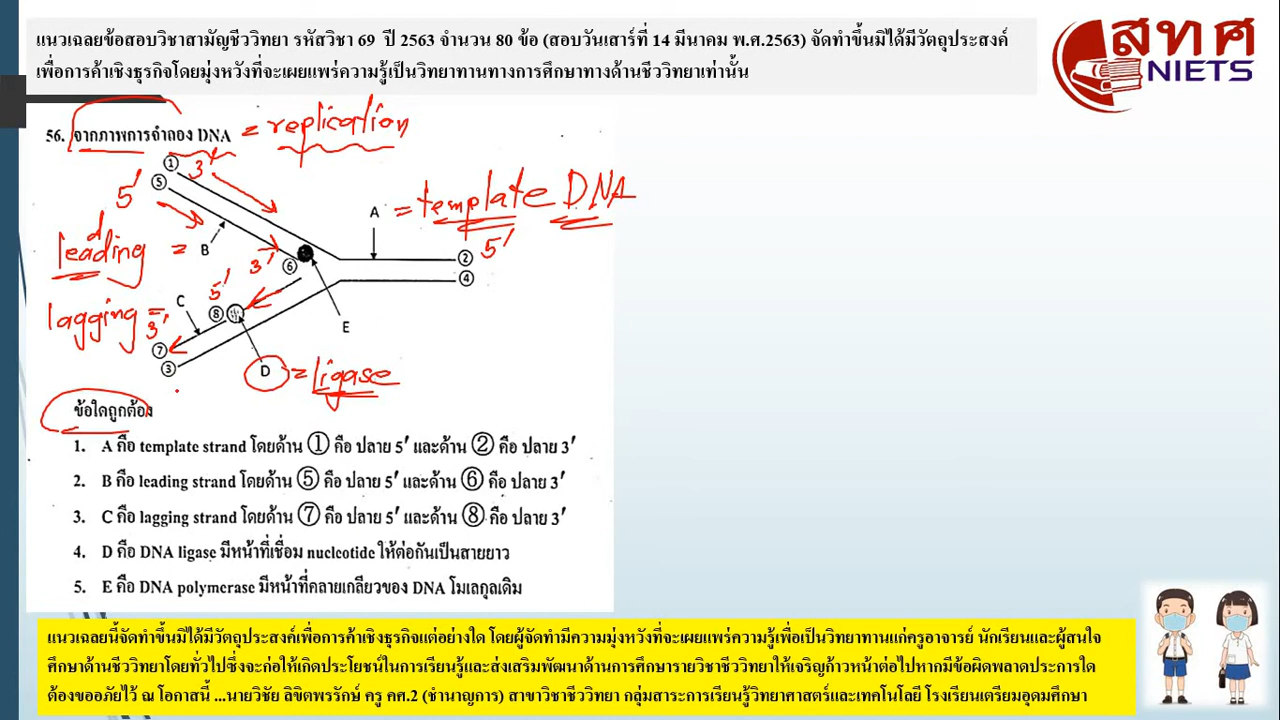 แนวเฉลยข้อสอบวิชาสามัญชีววิทยา รหัสวิชา 69 ปี 2563 จำนวน 80 ข้อ (สอบวันเสาร์ที่ 14 มีนาคม พ.ศ.2563) จัดทำขึ้นมิได้มีวัตถุประสงค์
เพื่อการค้าเชิงธุรกิจโดยมุ่งหวังที่จะเผยแพร่ความรู้เป็นวิทยาทานทางการศึกษาทางด้านชีววิทยาเท่านั้น
สทศ
NIETS
56. จากภาพการจำลอง DNA = replication
① 3'
⑤ 5'
A = template DNA
leading = B
5'
② ④
3' ⑥
5'
lagging = C ⑧
3'
E
⑦
③
D = Ligase
ข้อใดถูกต้อง
1. A คือ template strand โดยด้าน ① คือ ปลาย 5' และด้าน ② คือ ปลาย 3'
2. B คือ leading strand โดยด้าน ⑤ คือ ปลาย 5' และด้าน ⑥ คือ ปลาย 3'
3. C คือ lagging strand โดยด้าน ⑦ คือ ปลาย 5' และด้าน ⑧ คือ ปลาย 3'
4. D คือ DNA ligase มีหน้าที่เชื่อม nucleotide ให้ต่อกันเป็นสายยาว
5. E คือ DNA polymerase มีหน้าที่คลายเกลียวของ DNA โมเลกุลเดิม
แนวเฉลยนี้จัดทำขึ้นมิได้มีวัตถุประสงค์เพื่อการค้าเชิงธุรกิจแต่อย่างใด โดยผู้จัดทำมีความมุ่งหวังที่จะเผยแพร่ความรู้เพื่อเป็นวิทยาทานแก่ครูอาจารย์ นักเรียนและผู้สนใจ
ศึกษาด้านชีววิทยาโดยทั่วไปซึ่งจะก่อให้เกิดประโยชน์ในการเรียนรู้และส่งเสริมพัฒนาด้านการศึกษารายวิชาชีววิทยาให้เจริญก้าวหน้าต่อไปหากมีข้อผิดพลาดประการใด
ต้องขออภัยไว้ ณ โอกาสนี้ ...นายวิชัย ลิขิตพรรักษ์ ครู คศ.2 (ชำนาญการ) สาขาวิชาชีววิทยา กลุ่มสาระการเรียนรู้วิทยาศาสตร์และเทคโนโลยี โรงเรียนเตรียมอุดมศึกษา